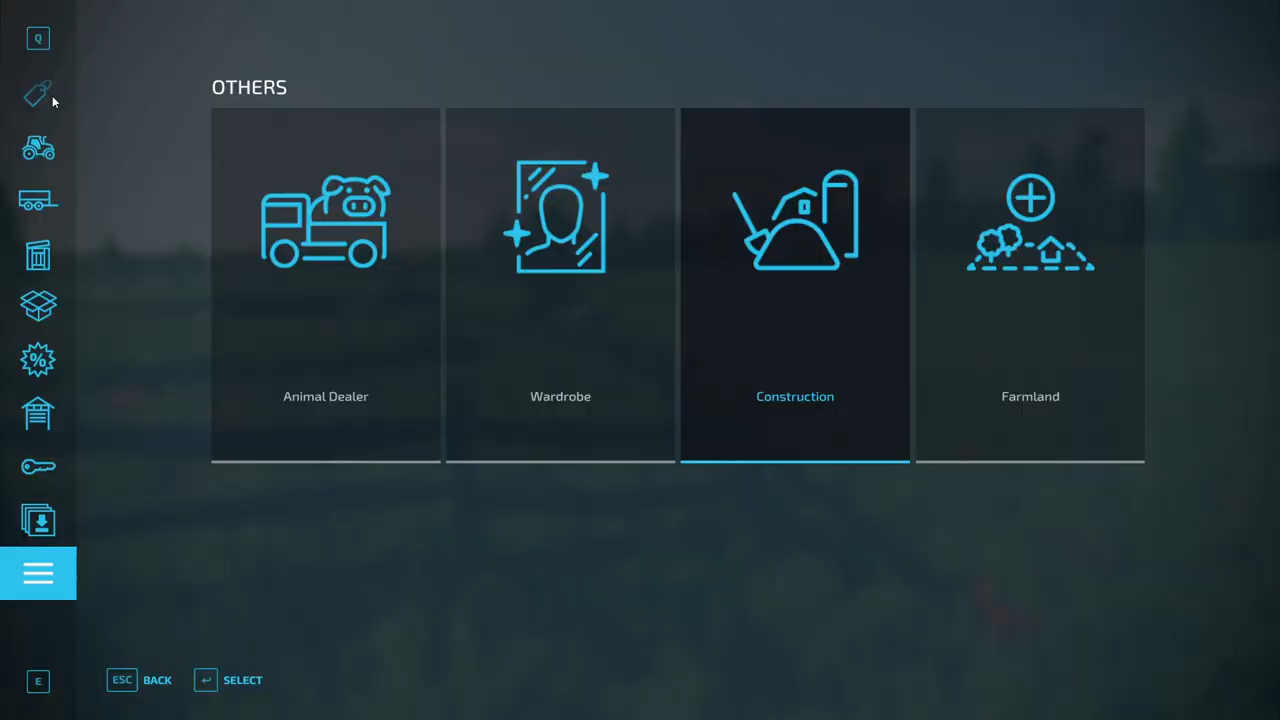 Q
OTHERS
%
Animal Dealer
Wardrobe
Construction
Farmland
E
ESC BACK
↵ SELECT